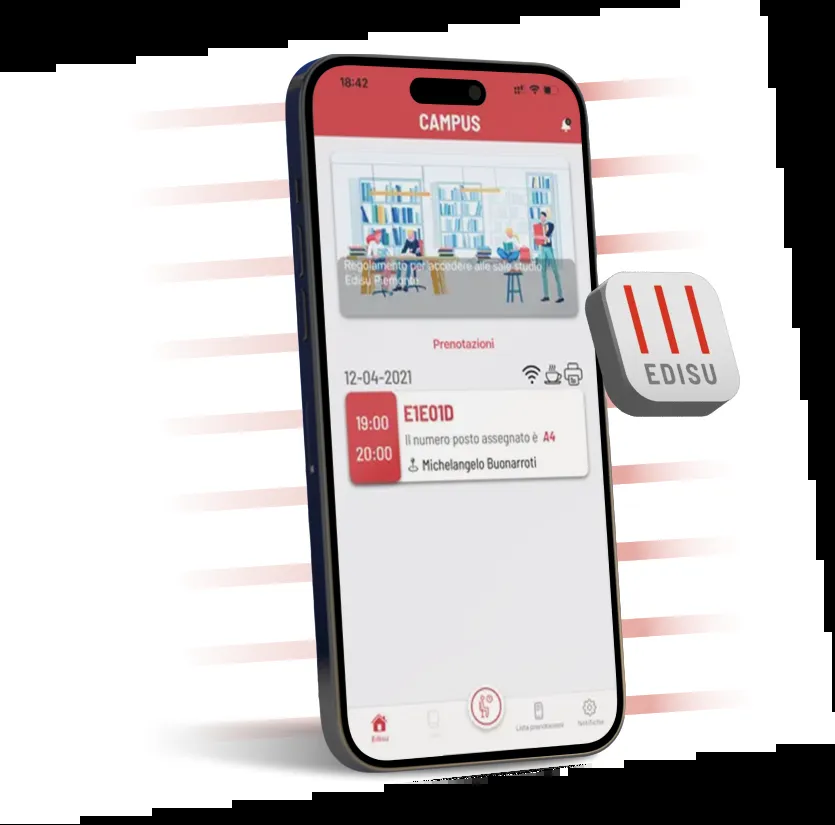 18:42
CAMPUS
Regolamento per accedere alle sale studio
Edisu Piemonte
Prenotazioni
12-04-2021
19:00
20:00
E1E01D
Il numero posto assegnato è A4
Michelangelo Buonarroti
EDISU
Edisu
Lista prenotazioni
Notifiche